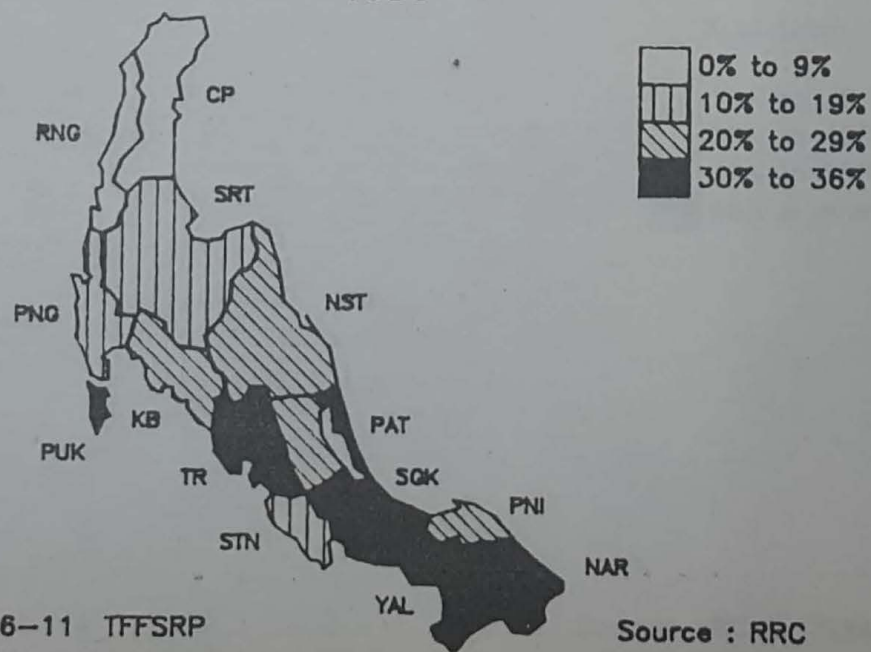 0% to 9%
10% to 19%
20% to 29%
30% to 36%
CP
RNG
SRT
PNG
NST
KB
PUK
PAT
TR
SGK
PNI
STN
NAR
YAL
6-11 TFFSRP
Source : RRC